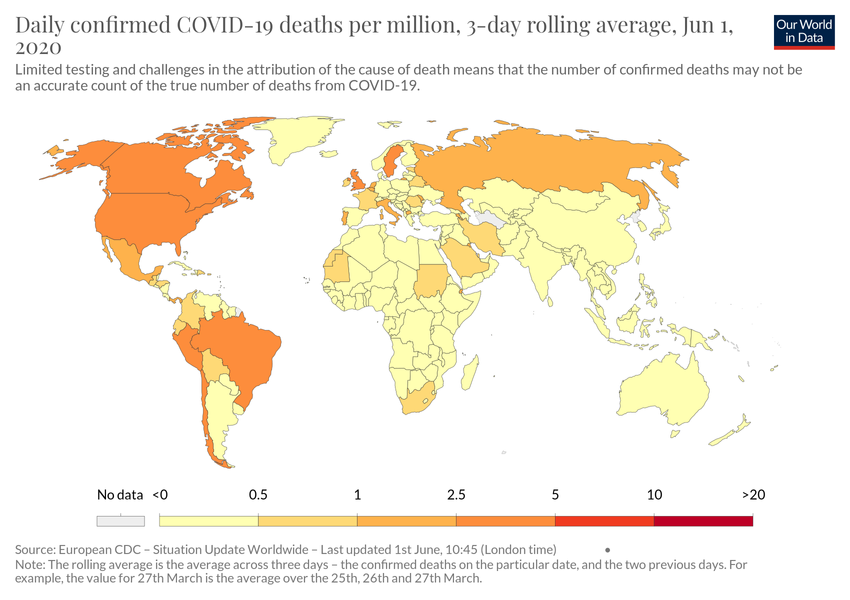 Daily confirmed COVID-19 deaths per million, 3-day rolling average, Jun 1,
2020
Our World
in Data
Limited testing and challenges in the attribution of the cause of death means that the number of confirmed deaths may not be
an accurate count of the true number of deaths from COVID-19.
No data <0 0.5 1 2.5 5 10 >20
Source: European CDC – Situation Update Worldwide – Last updated 1st June, 10:45 (London time)
Note: The rolling average is the average across three days – the confirmed deaths on the particular date, and the two previous days. For
example, the value for 27th March is the average over the 25th, 26th and 27th March.